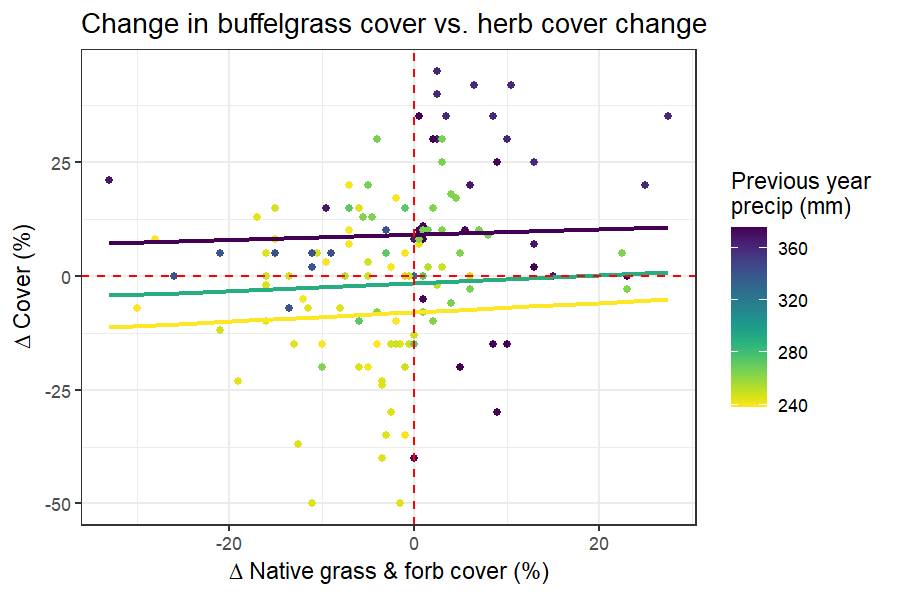 Change in buffelgrass cover vs. herb cover change
Δ Cover (%)
25
0
-25
-50
-20
0
20
Δ Native grass & forb cover (%)
Previous year
precip (mm)
360
320
280
240